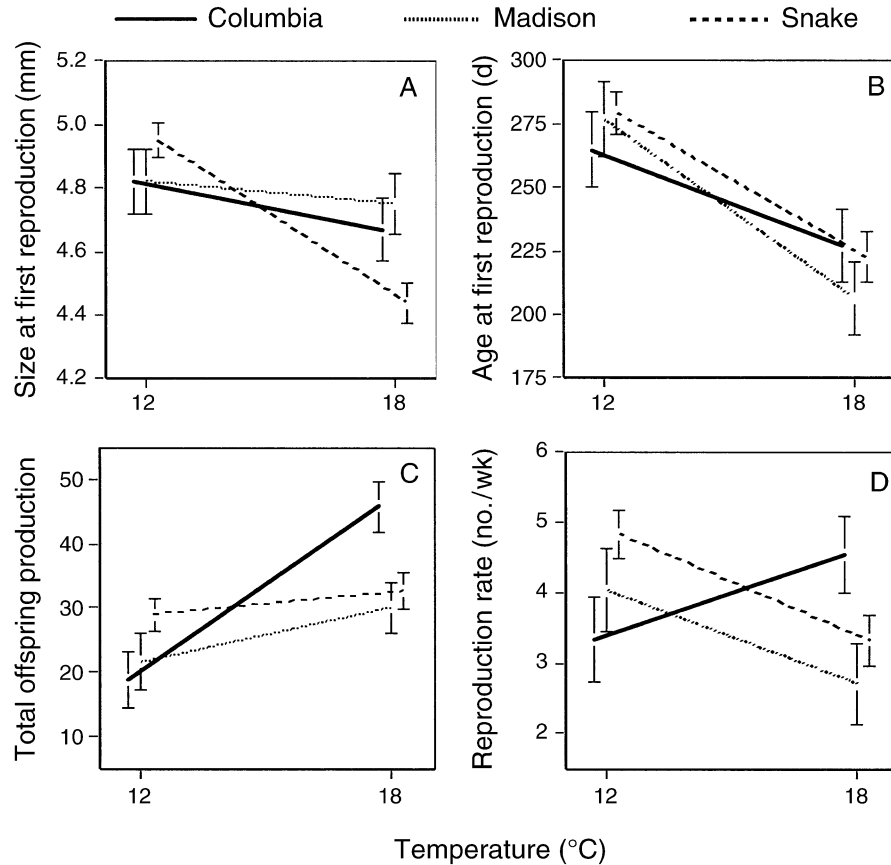 Columbia Madison Snake
Size at first reproduction (mm)
5.2
5.0
4.8
4.6
4.4
4.2
A
12 18
Age at first reproduction (d)
300
275
250
225
200
175
B
12 18
Total offspring production
50
40
30
20
10
C
12 18
Reproduction rate (no./wk)
6
5
4
3
2
D
12 18
Temperature (°C)